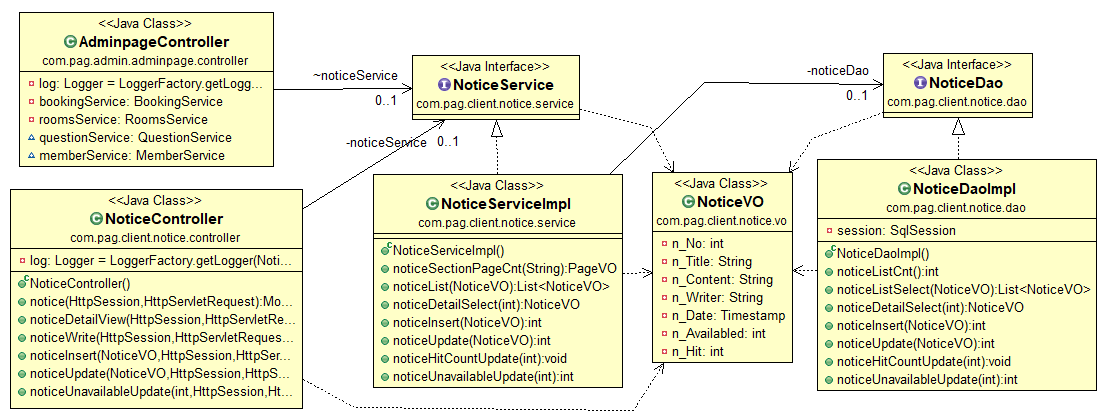 <<Java Class>>
AdminpageController
com.pag.admin.adminpage.controller
log: Logger = LoggerFactory.getLogg...
bookingService: BookingService
roomsService: RoomsService
questionService: QuestionService
memberService: MemberService
~noticeService
0..1
<<Java Interface>>
NoticeService
com.pag.client.notice.service
-noticeDao
0..1
<<Java Interface>>
NoticeDao
com.pag.client.notice.dao
-noticeService
0..1
<<Java Class>>
NoticeController
com.pag.client.notice.controller
log: Logger = LoggerFactory.getLogger(Noti...
NoticeController()
notice(HttpSession,HttpServletRequest):Mo...
noticeDetailView(HttpSession,HttpServletRe...
noticeWrite(HttpSession,HttpServletReques...
noticeInsert(NoticeVO,HttpSession,HttpSer...
noticeUpdate(NoticeVO,HttpSession,HttpS...
noticeUnavailableUpdate(int,HttpSession,Ht...
<<Java Class>>
NoticeServiceImpl
com.pag.client.notice.service
NoticeServiceImpl()
noticeSectionPageCnt(String):PageVO
noticeList(NoticeVO):List<NoticeVO>
noticeDetailSelect(int):NoticeVO
noticeInsert(NoticeVO):int
noticeUpdate(NoticeVO):int
noticeHitCountUpdate(int):void
noticeUnavailableUpdate(int):int
<<Java Class>>
NoticeVO
com.pag.client.notice.vo
n_No: int
n_Title: String
n_Content: String
n_Writer: String
n_Date: Timestamp
n_Availabled: int
n_Hit: int
<<Java Class>>
NoticeDaoImpl
com.pag.client.notice.dao
session: SqlSession
NoticeDaoImpl()
noticeListCnt():int
noticeListSelect(NoticeVO):List<NoticeVO>
noticeDetailSelect(int):NoticeVO
noticeInsert(NoticeVO):int
noticeUpdate(NoticeVO):int
noticeHitCountUpdate(int):void
noticeUnavailableUpdate(int):int